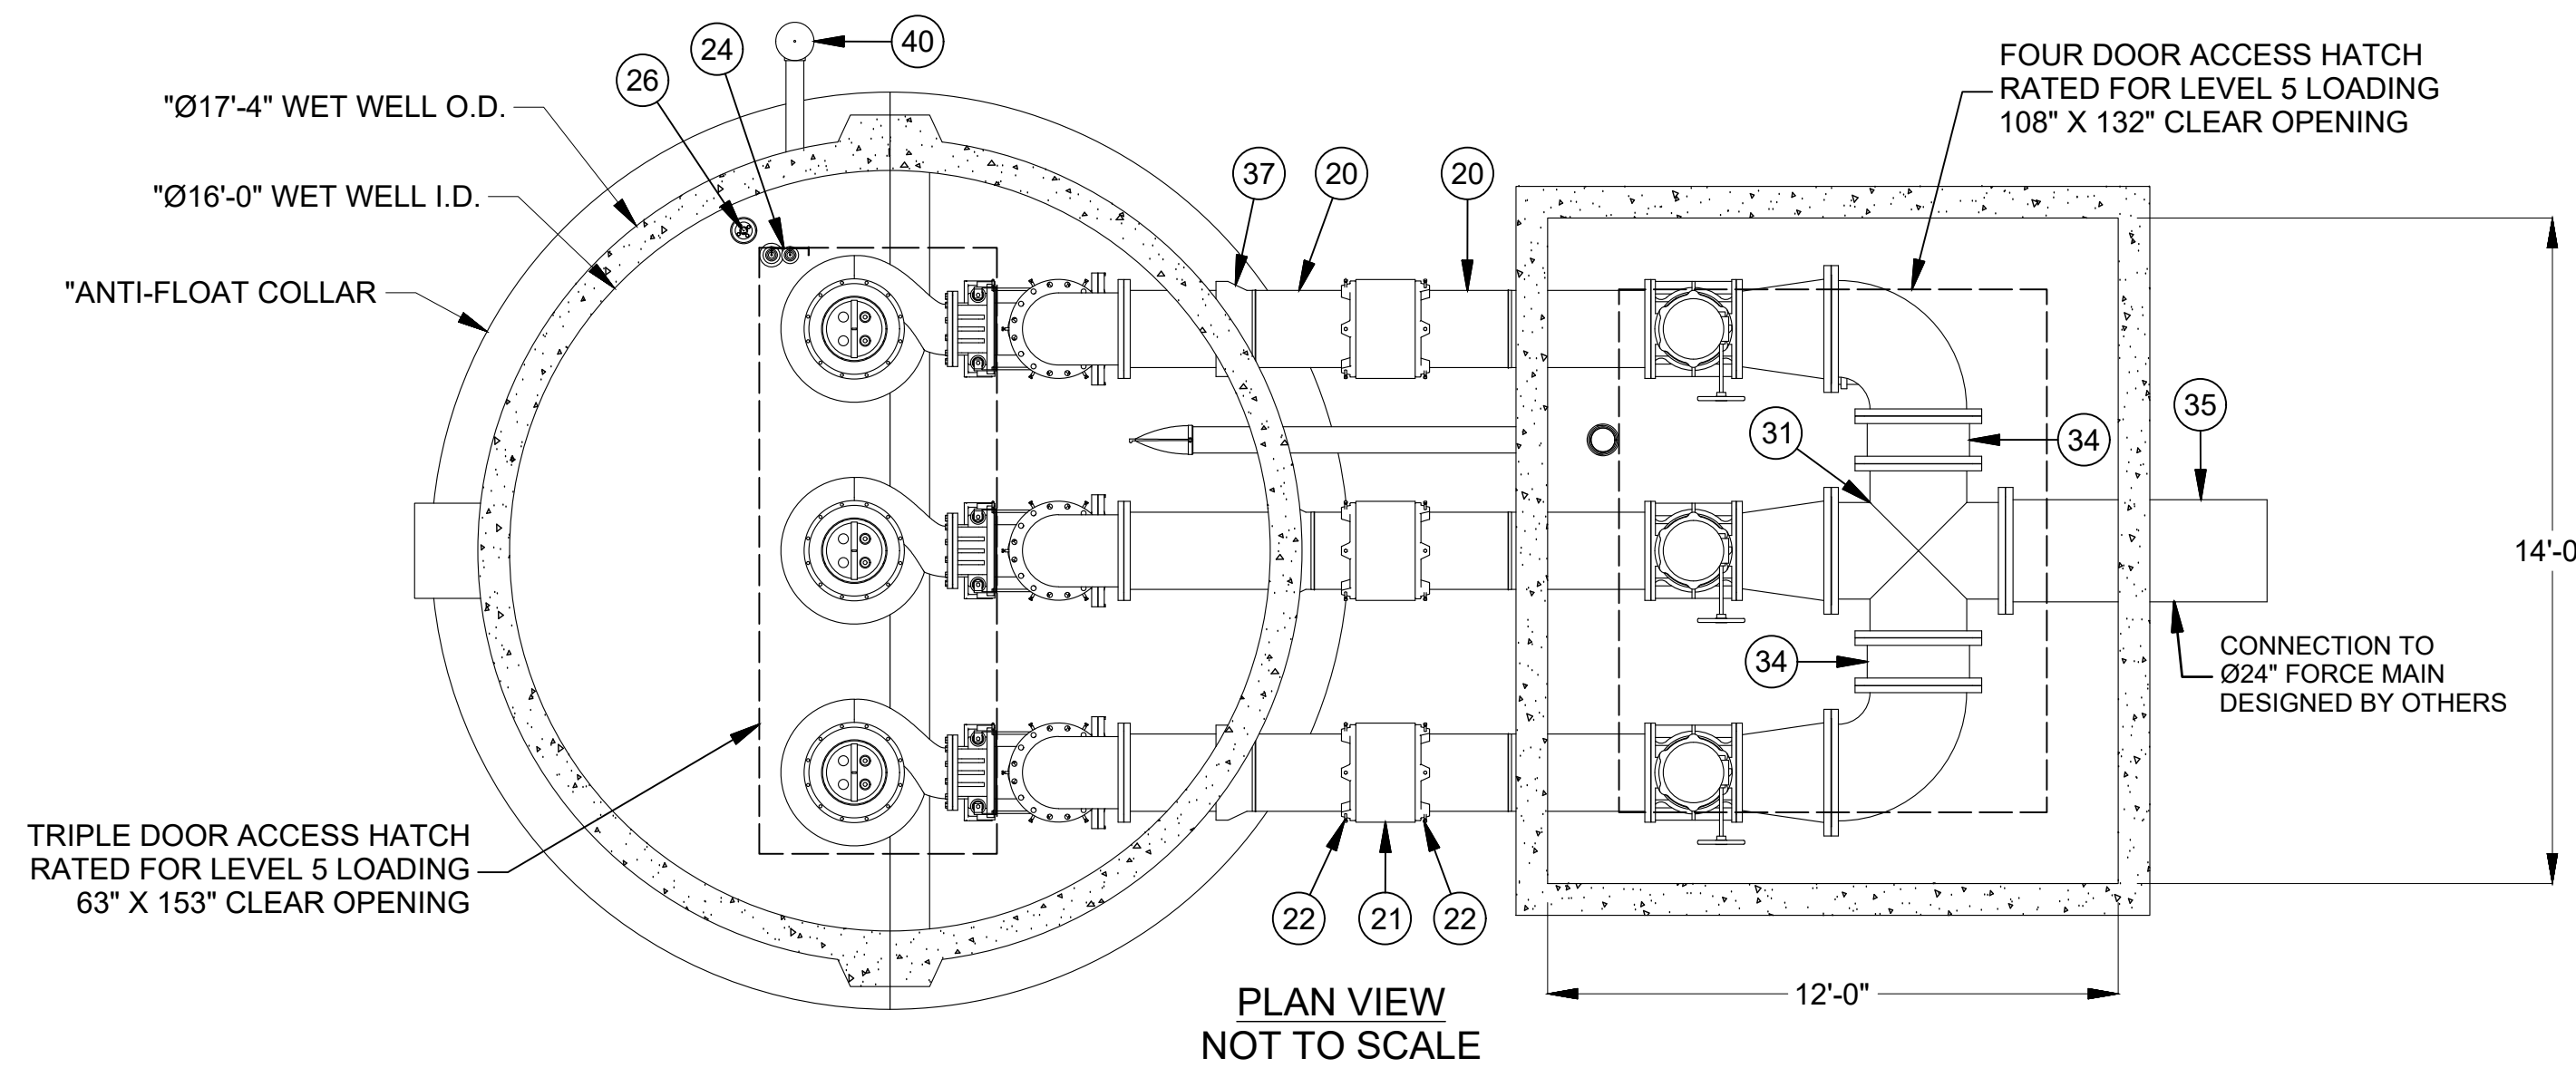 40
24
26
"Ø17'-4" WET WELL O.D.
"Ø16'-0" WET WELL I.D.
"ANTI-FLOAT COLLAR
37
20
20
FOUR DOOR ACCESS HATCH
RATED FOR LEVEL 5 LOADING
108" X 132" CLEAR OPENING
31
34
35
34
14'-0
CONNECTION TO
Ø24" FORCE MAIN
DESIGNED BY OTHERS
TRIPLE DOOR ACCESS HATCH
RATED FOR LEVEL 5 LOADING
63" X 153" CLEAR OPENING
22
21
22
12'-0"
PLAN VIEW
NOT TO SCALE